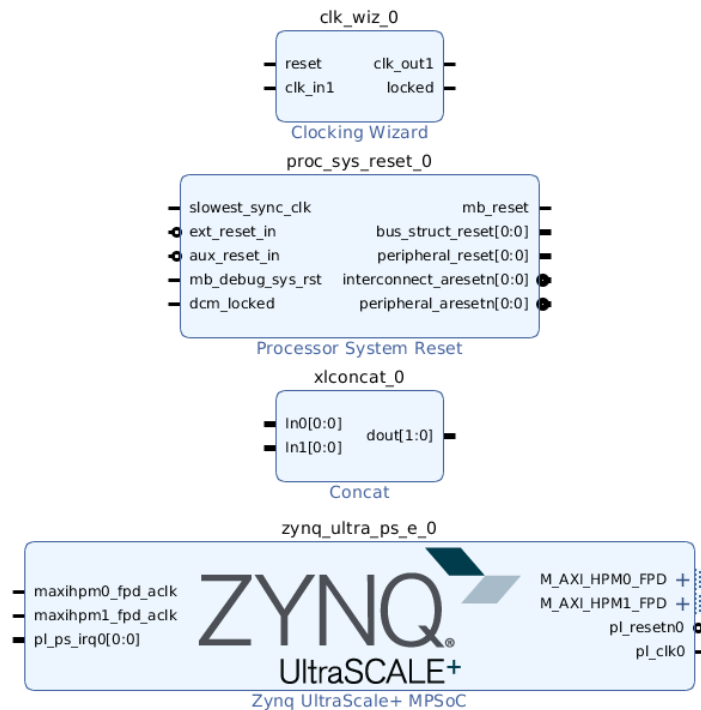 clk_wiz_0
reset clk_out1
clk_in1 locked
Clocking Wizard
proc_sys_reset_0
slowest_sync_clk mb_reset
ext_reset_in bus_struct_reset[0:0]
aux_reset_in peripheral_reset[0:0]
mb_debug_sys_rst interconnect_aresetn[0:0]
dcm_locked peripheral_aresetn[0:0]
Processor System Reset
xlconcat_0
In0[0:0]
In1[0:0] dout[1:0]
Concat
zynq_ultra_ps_e_0
maxihpm0_fpd_aclk M_AXI_HPM0_FPD
maxihpm1_fpd_aclk M_AXI_HPM1_FPD
pl_ps_irq0[0:0] pl_resetn0
pl_clk0
ZYNQ®
UltraSCALE+
Zynq UltraScale+ MPSoC